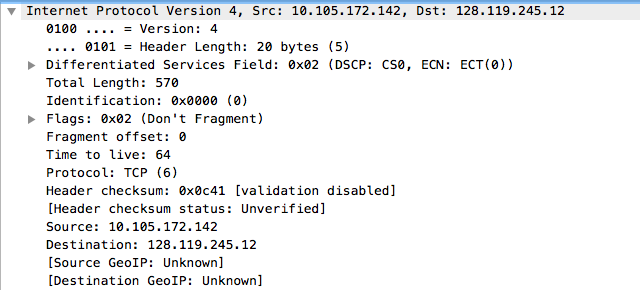 Internet Protocol Version 4, Src: 10.105.172.142, Dst: 128.119.245.12
0100 .... = Version: 4
.... 0101 = Header Length: 20 bytes (5)
Differentiated Services Field: 0x02 (DSCP: CS0, ECN: ECT(0))
Total Length: 570
Identification: 0x0000 (0)
Flags: 0x02 (Don't Fragment)
Fragment offset: 0
Time to live: 64
Protocol: TCP (6)
Header checksum: 0x0c41 [validation disabled]
[Header checksum status: Unverified]
Source: 10.105.172.142
Destination: 128.119.245.12
[Source GeoIP: Unknown]
[Destination GeoIP: Unknown]